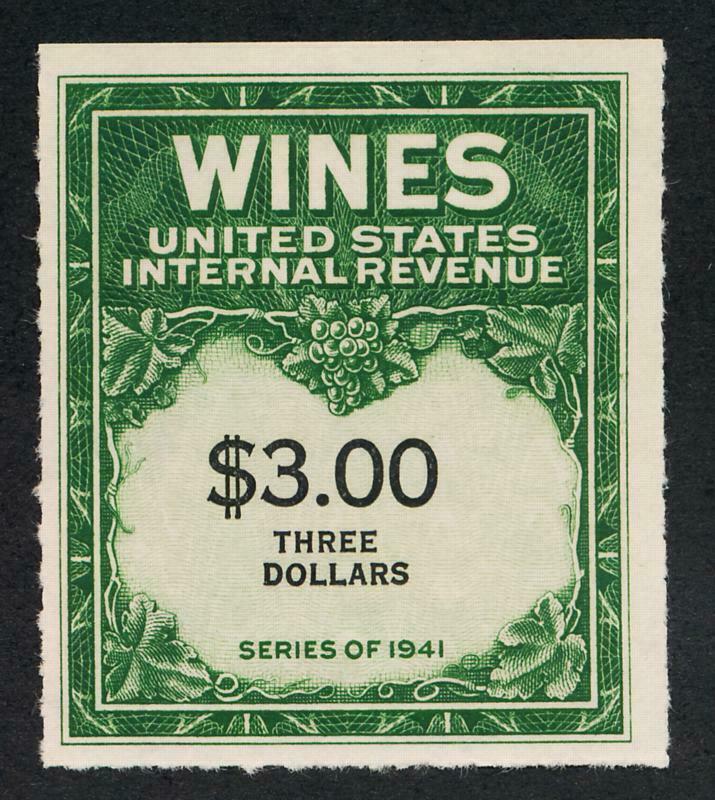 WINES
UNITED STATES
INTERNAL REVENUE
$3.00
THREE
DOLLARS
SERIES OF 1941